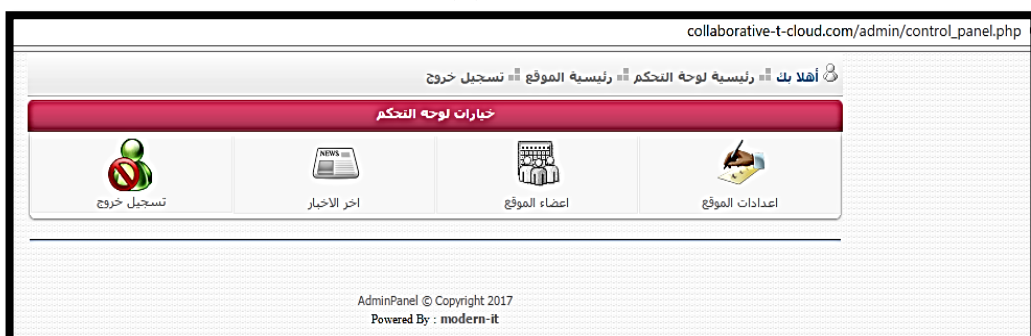 collaborative-t-cloud.com/admin/control_panel.php
أهلا بك رئيسية لوحة التحكم رئيسية الموقع تسجيل خروج
خيارات لوحه التحكم
NEWS
اعدادات الموقع اعضاء الموقع اخر الاخبار تسجيل خروج
AdminPanel © Copyright 2017
Powered By : modern-it